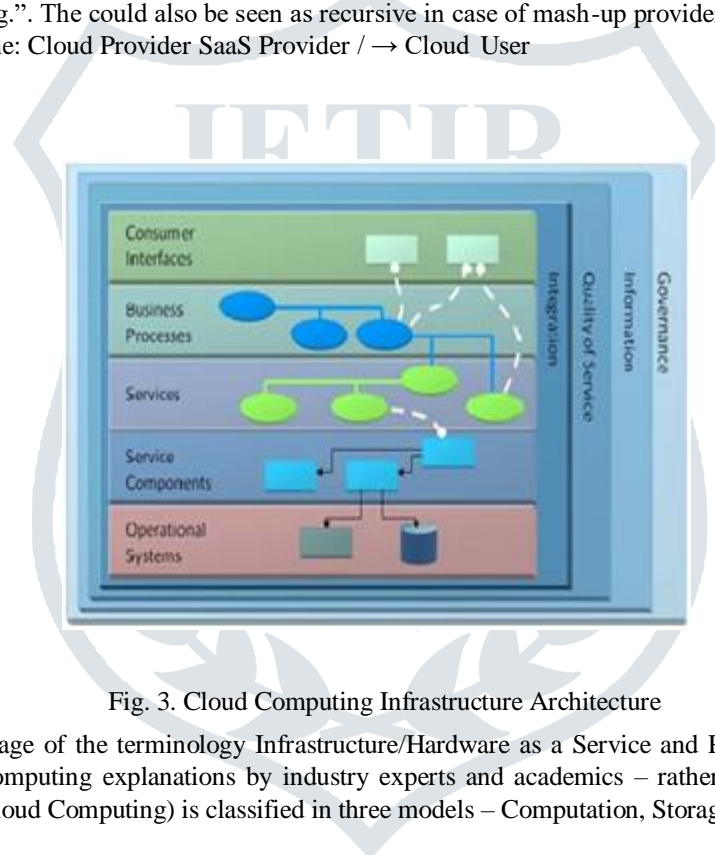 g.”. The could also be seen as recursive in case of mash-up provide
ne: Cloud Provider SaaS Provider / → Cloud User
JETIR
Consumer
Interfaces
Business
Processes
Services
Service
Components
Operational
Systems
Integration
Quality of Service
Information
Governance
Fig. 3. Cloud Computing Infrastructure Architecture
age of the terminology Infrastructure/Hardware as a Service and
omputing explanations by industry experts and academics – rather
loud Computing) is classified in three models – Computation, Storag